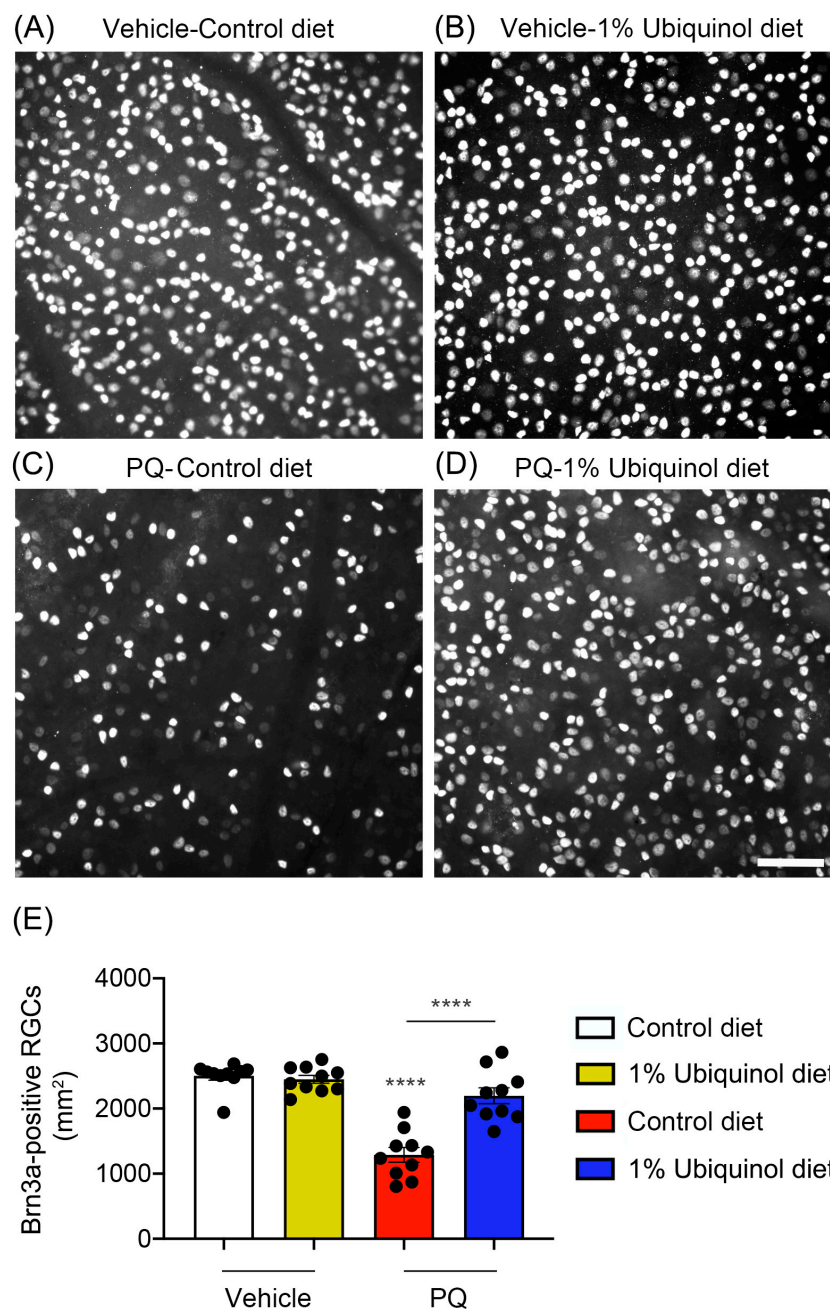 (A) Vehicle-Control diet
(B) Vehicle-1% Ubiquinol diet
(C) PQ-Control diet
(D) PQ-1% Ubiquinol diet
(E)
Brn3a-positive RGCs
(mm²)
4000
3000
2000
1000
0
****
****
Vehicle
PQ
Control diet
1% Ubiquinol diet
Control diet
1% Ubiquinol diet